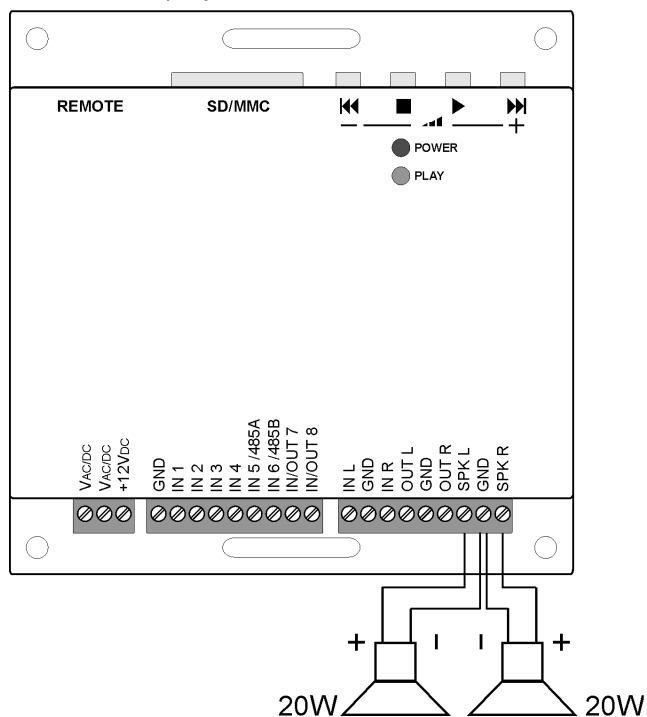 REMOTE SD/MMC
− +
POWER
PLAY
VAC/DC
VAC/DC
+12VDC
GND
IN 1
IN 2
IN 3
IN 4
IN 5 /485A
IN 6 /485B
IN/OUT 7
IN/OUT 8
IN L
GND
IN R
OUT L
GND
OUT R
SPK L
GND
SPK R
+ − − +
20W 20W